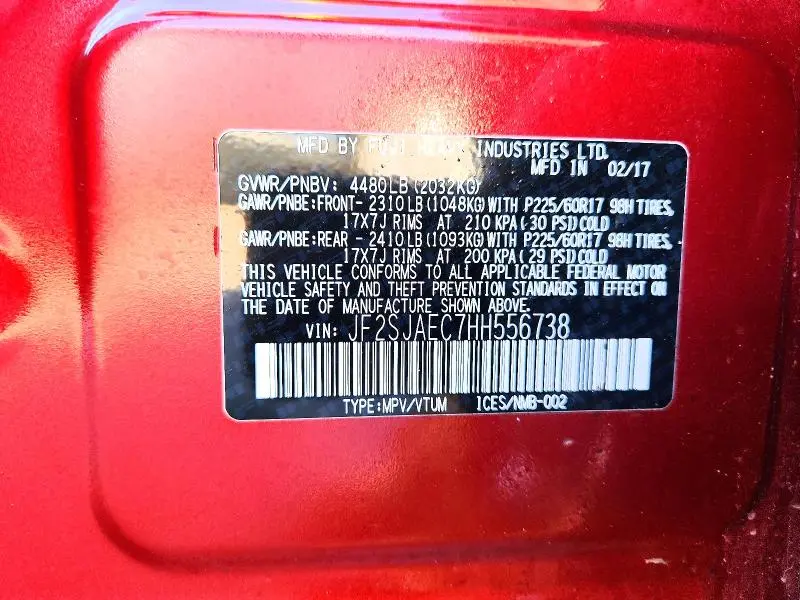 MFD BY FUJI HEAVY INDUSTRIES LTD.
MFD IN 02/17
GVWR/PNBV: 4480LB(2032KG)
GAWR/PNBE:FRONT- 2310LB(1048KG)WITH P225/60R17 98H TIRES,
17X7J RIMS AT 210 KPA( 30 PSI)COLD
GAWR/PNBE:REAR - 2410LB(1093KG)WITH P225/60R17 98H TIRES,
17X7J RIMS AT 200 KPA( 29 PSI)COLD
THIS VEHICLE CONFORMS TO ALL APPLICABLE FEDERAL MOTOR
VEHICLE SAFETY AND THEFT PREVENTION STANDARDS IN EFFECT ON
THE DATE OF MANUFACTURE SHOWN ABOVE.
VIN: JF2SJAEC7HH556738
TYPE:MPV/VTUM ICES/NMB-002